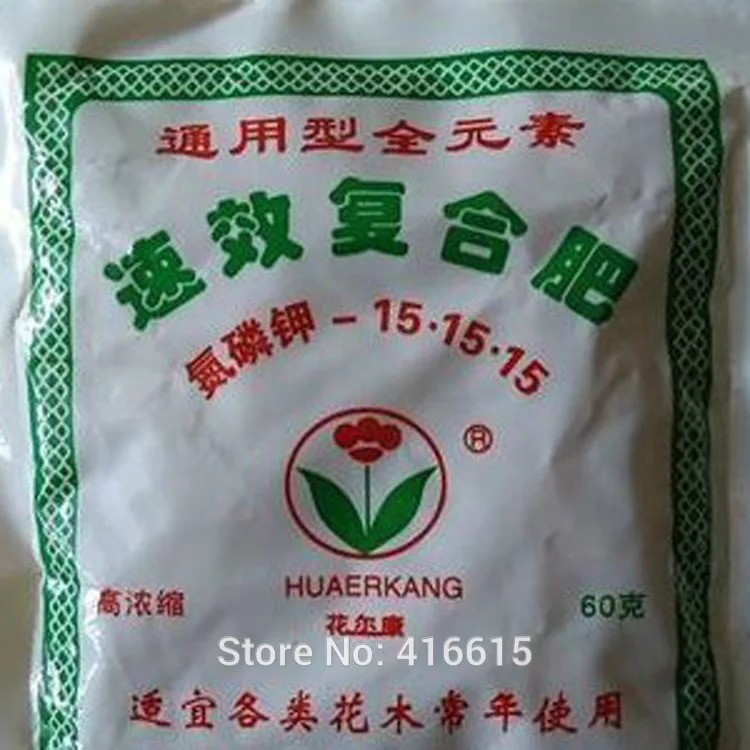 通用型全元素
速效复合肥
氮磷钾-15·15·15
®
HUAERKANG
高浓缩 60克
花尔康
Store No: 416615
适宜各类花木常年使用